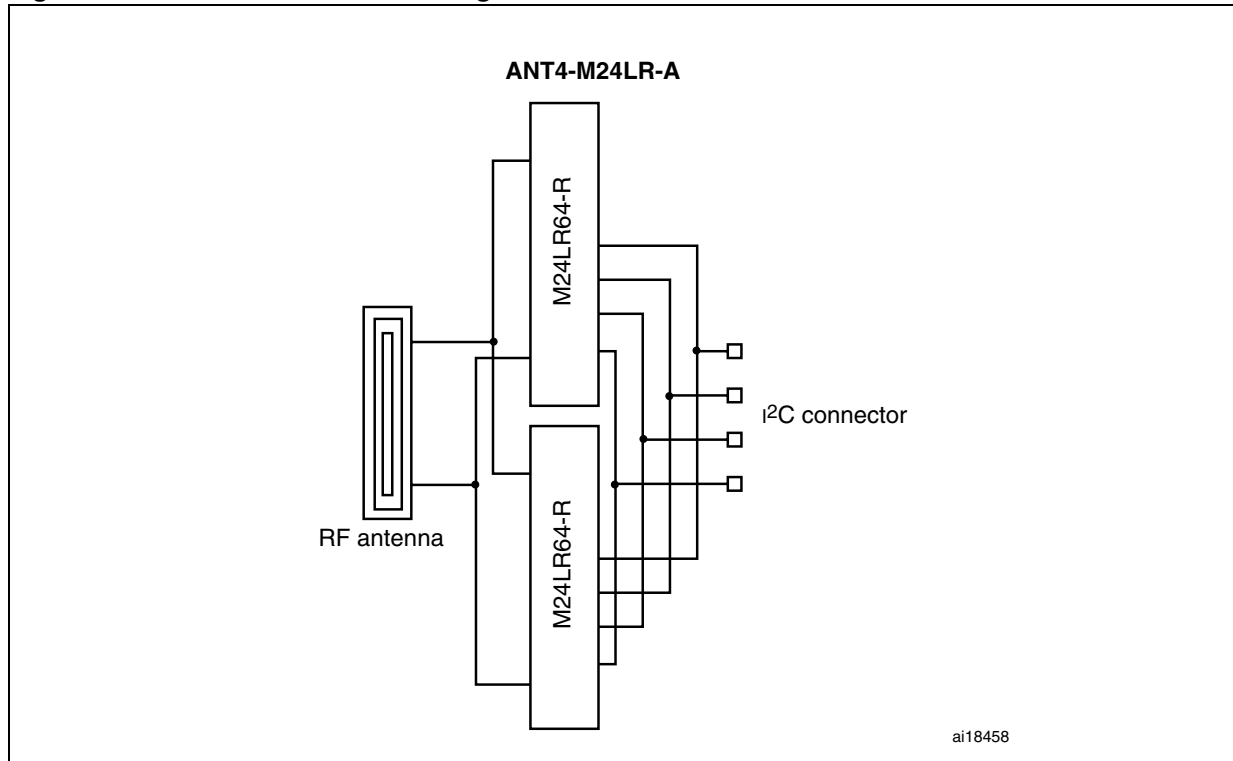 ANT4-M24LR-A
M24LR64-R
I2C connector
RF antenna
M24LR64-R
ai18458